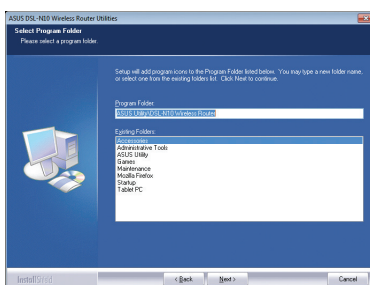 ASUS DSL-N10 Wireless Router Utilities
Select Program Folder
Please select a program folder.
Setup will add program icons to the Program Folder listed below. You may type a new folder name, or select one from the existing folders list. Click Next to continue.
Program Folder:
ASUS Utility\DSL-N10 Wireless Router
Existing Folders:
Accessories
Administrative Tools
ASUS Utility
Games
Maintenance
Mozilla Firefox
Startup
Tablet PC
InstallShield
< Back
Next >
Cancel